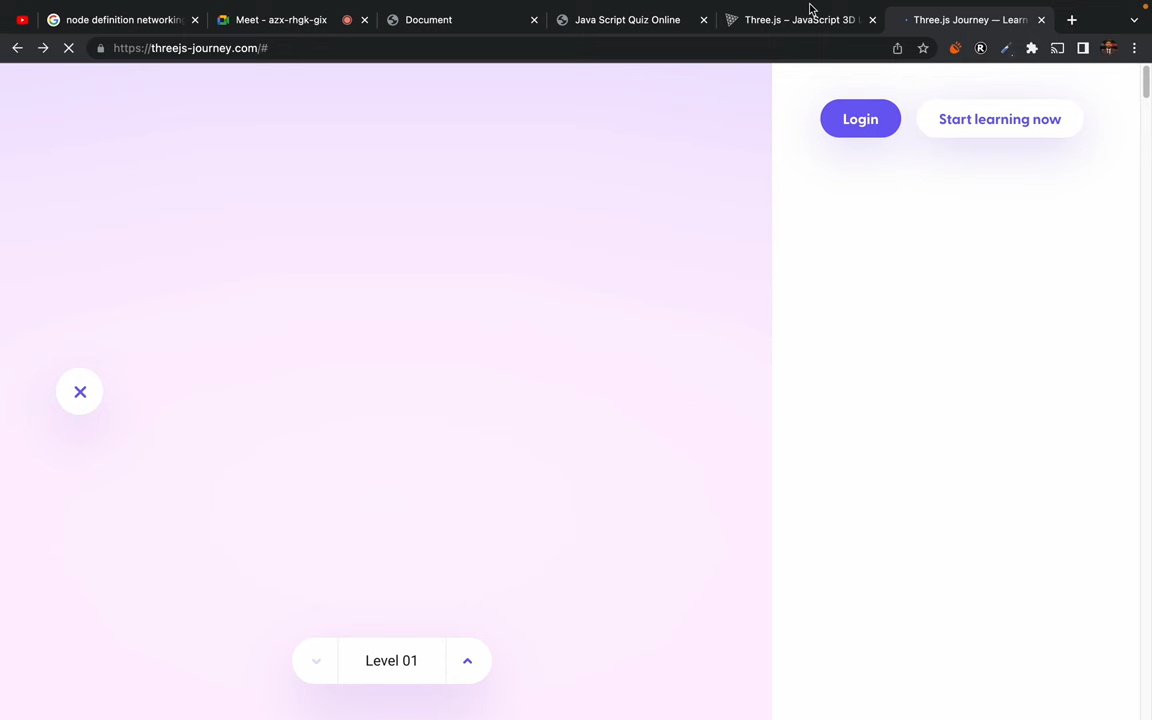 node definition networking
Meet - azx-rhgk-gix
Document
Java Script Quiz Online
Three.js – JavaScript 3D
Three.js Journey — Learn
https://threejs-journey.com/#
Login
Start learning now
Level 01